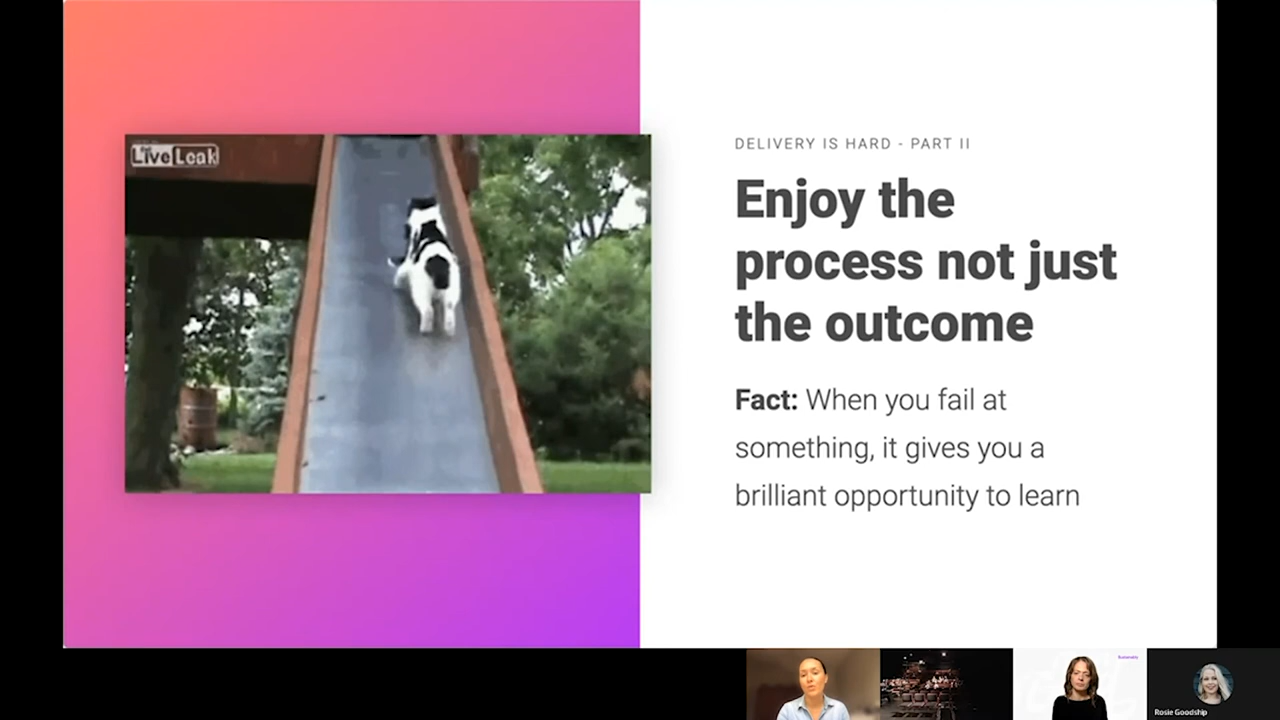 LiveLeak
DELIVERY IS HARD - PART II
Enjoy the
process not just
the outcome
Fact: When you fail at
something, it gives you a
brilliant opportunity to learn
Rosie Goodship